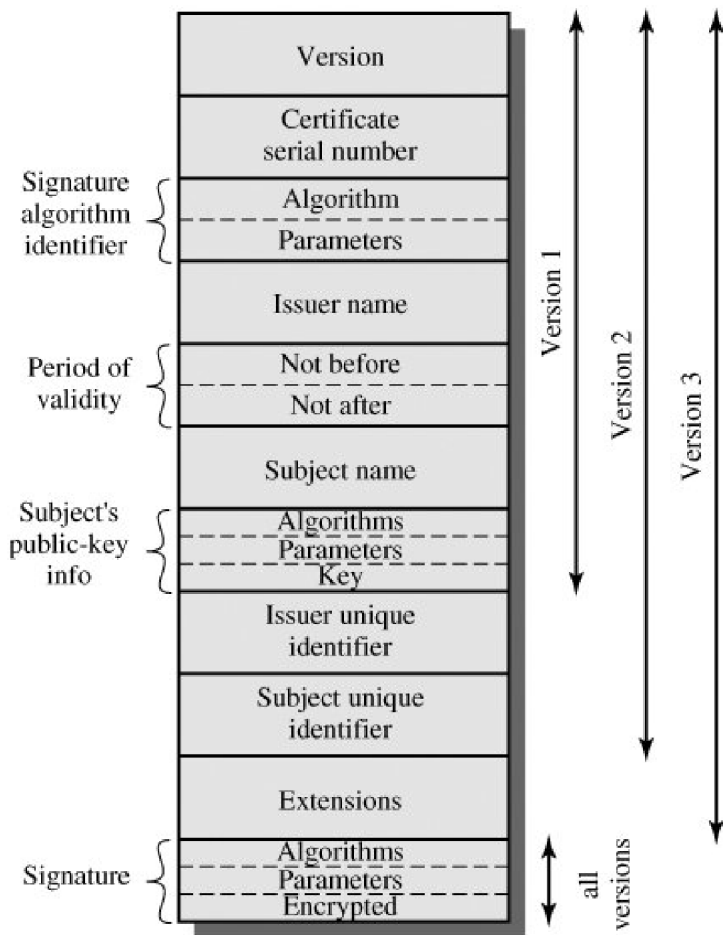 Version
Certificate
serial number
Signature
algorithm
identifier
Algorithm
Parameters
Issuer name
Period of
validity
Not before
Not after
Subject name
Subject's
public-key
info
Algorithms
Parameters
Key
Issuer unique
identifier
Subject unique
identifier
Extensions
Signature
Algorithms
Parameters
Encrypted
Version 1
Version 2
Version 3
all
versions